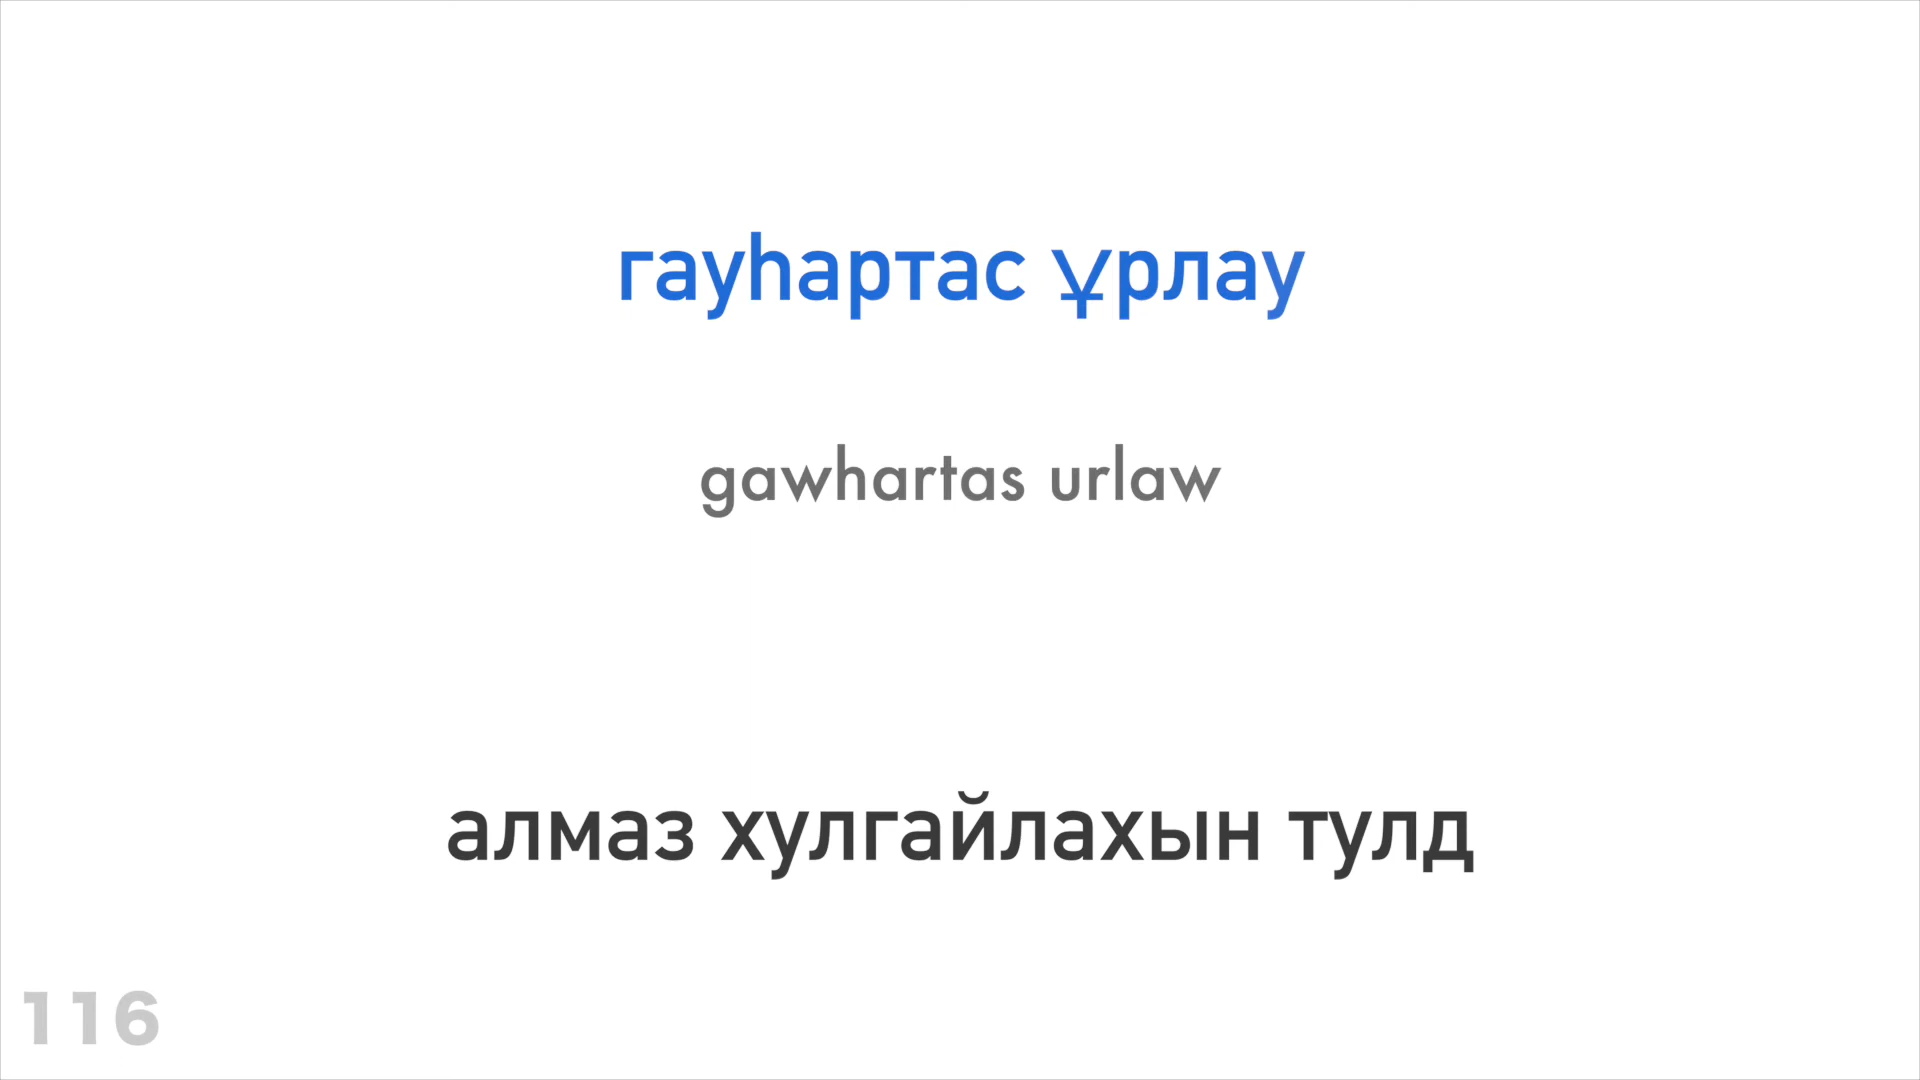 гауһартас ұрлау
gawhartas urlaw
алмаз хулгайлахын тулд
116